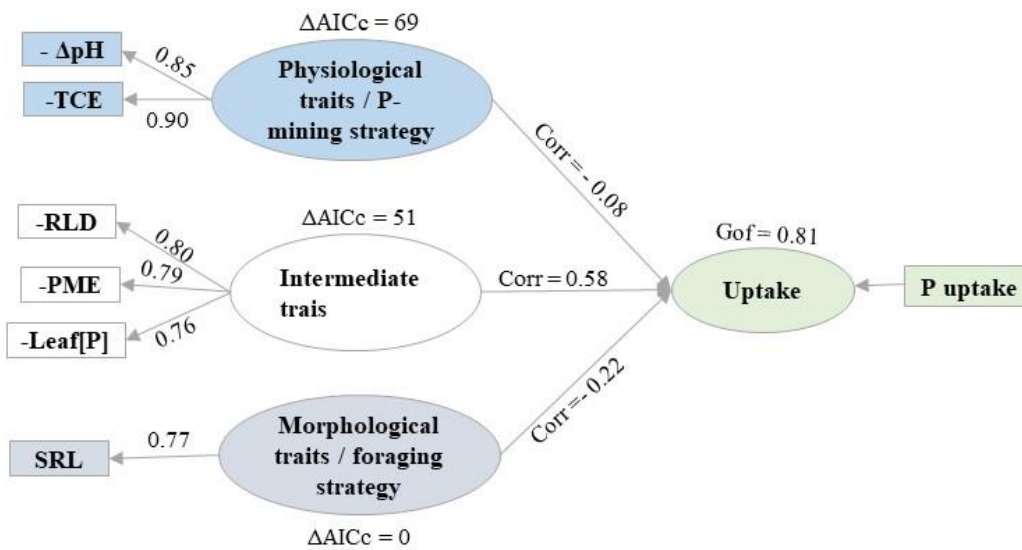 ΔAICc = 69
- ΔpH
0.85
-TCE
0.90
Physiological
traits / P-
mining strategy
Corr = - 0.08
-RLD
0.80
-PME
0.79
-Leaf[P]
0.76
ΔAICc = 51
Intermediate
trais
Corr = 0.58
Gof = 0.81
Uptake
P uptake
Corr =- 0.22
SRL
0.77
Morphological
traits / foraging
strategy
ΔAICc = 0